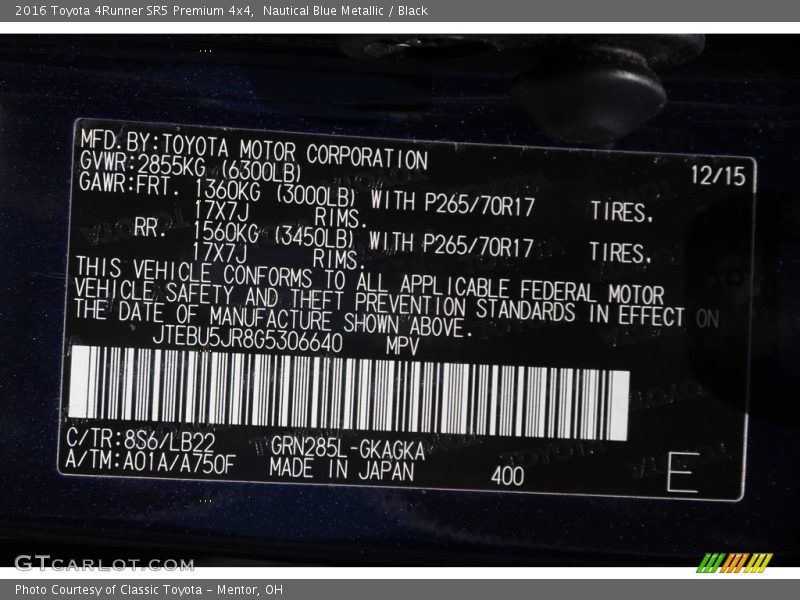 2016 Toyota 4Runner SR5 Premium 4x4,  Nautical Blue Metallic / Black
MFD.BY:TOYOTA MOTOR CORPORATION 12/15
GVWR:2855KG (6300LB)
GAWR:FRT. 1360KG (3000LB) WITH P265/70R17 TIRES.
17X7J RIMS.
RR. 1560KG (3450LB) WITH P265/70R17 TIRES.
17X7J RIMS.
THIS VEHICLE CONFORMS TO ALL APPLICABLE FEDERAL MOTOR
VEHICLE SAFETY AND THEFT PREVENTION STANDARDS IN EFFECT ON
THE DATE OF MANUFACTURE SHOWN ABOVE.
JTEBU5JR8G5306640 MPV
C/TR:8S6/LB22 GRN285L-GKAGKA
A/TM:A01A/A750F MADE IN JAPAN 400 E
GTCARLOT.COM
Photo Courtesy of Classic Toyota - Mentor, OH